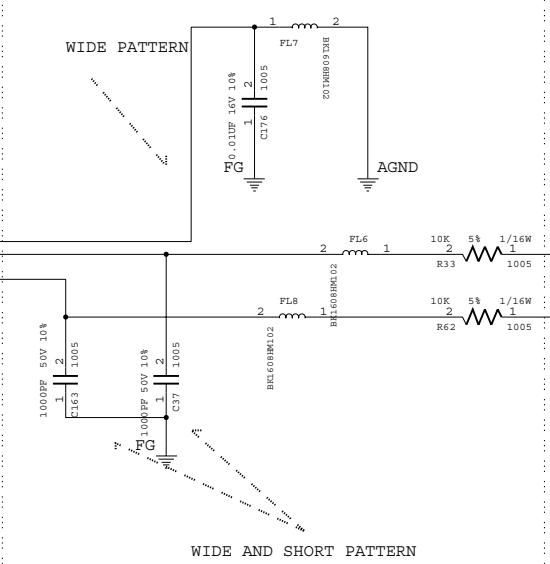 1 2
FL7
BK1608HM102
WIDE PATTERN
0.01UF 16V 10%
2 1005
1 C176
FG
AGND
2 FL6 1
BK1608HM102
10K 5% 1/16W
2 1
R33 1005
2 FL8 1
BK1608HM102
10K 5% 1/16W
2 1
R62 1005
1000PF 50V 10%
2 1005
1 C163
1000PF 50V 10%
2 1005
1 C37
FG
WIDE AND SHORT PATTERN